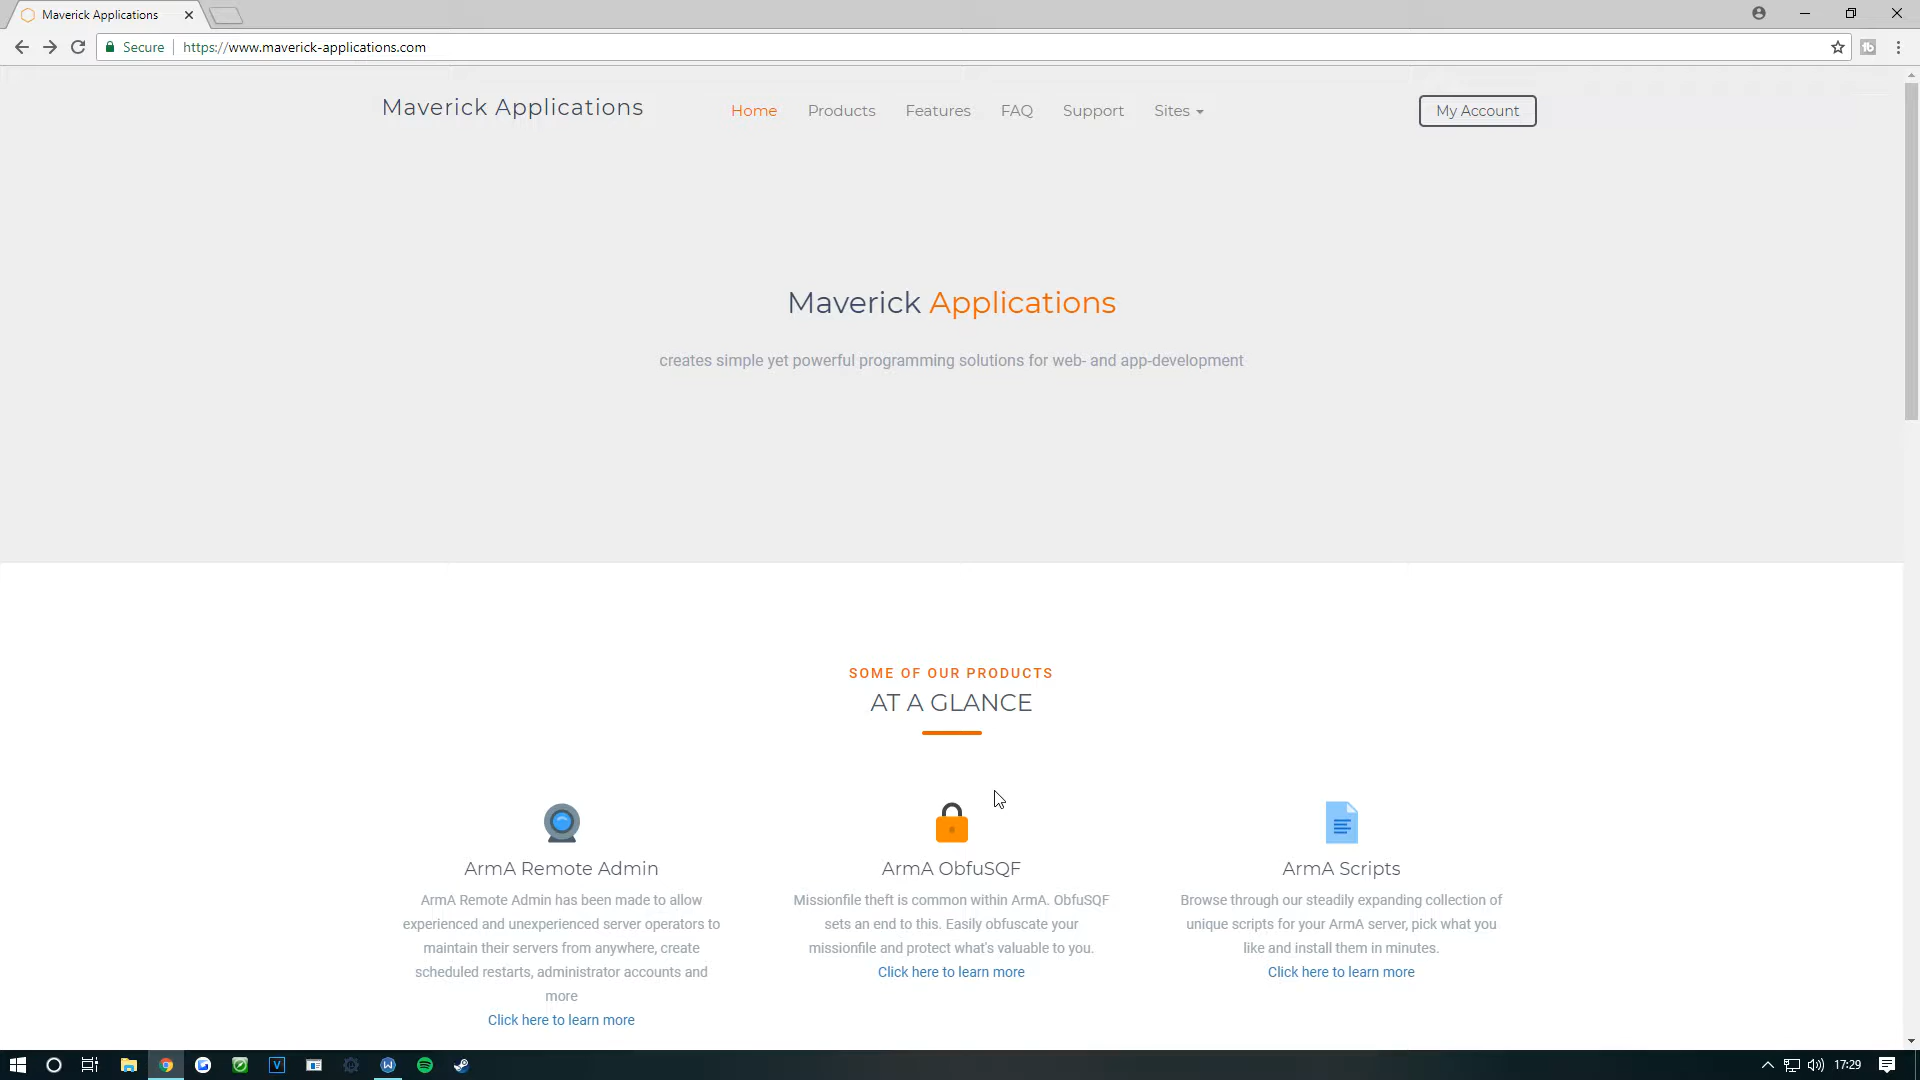 Maverick Applications
Secure
https://www.maverick-applications.com
Maverick Applications
Home
Products
Features
FAQ
Support
Sites
My Account
Maverick Applications
creates simple yet powerful programming solutions for web- and app-development
SOME OF OUR PRODUCTS
AT A GLANCE
ArmA Remote Admin
ArmA Remote Admin has been made to allow
experienced and unexperienced server operators to
maintain their servers from anywhere, create
scheduled restarts, administrator accounts and
more
Click here to learn more
ArmA ObfuSQF
Missionfile theft is common within ArmA. ObfuSQF
sets an end to this. Easily obfuscate your
missionfile and protect what's valuable to you.
Click here to learn more
ArmA Scripts
Browse through our steadily expanding collection of
unique scripts for your ArmA server, pick what you
like and install them in minutes.
Click here to learn more
17:29